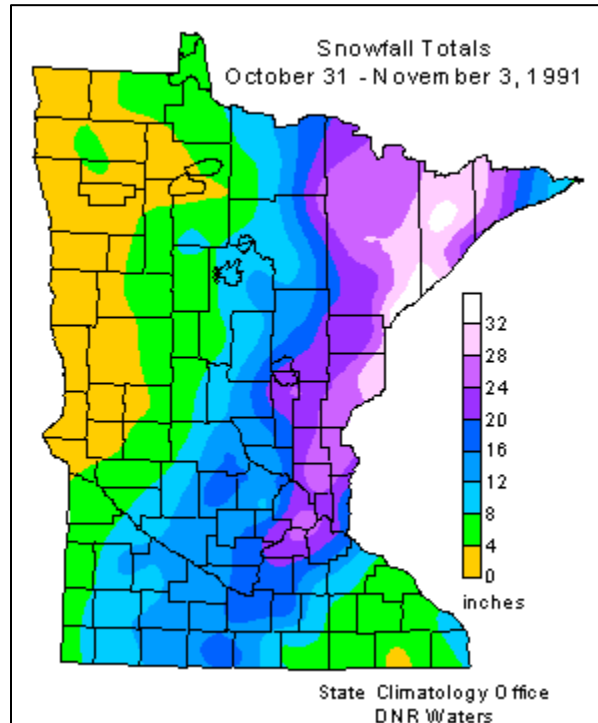 Snowfall Totals
October 31 - November 3, 1991
32
28
24
20
16
12
8
4
0
inches
State Climatology Office
DNR Waters